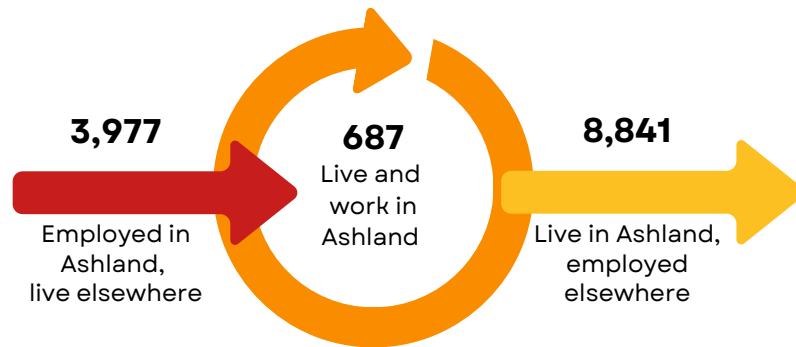 3,977
Employed in
Ashland,
live elsewhere
687
Live and
work in
Ashland
8,841
Live in Ashland,
employed
elsewhere